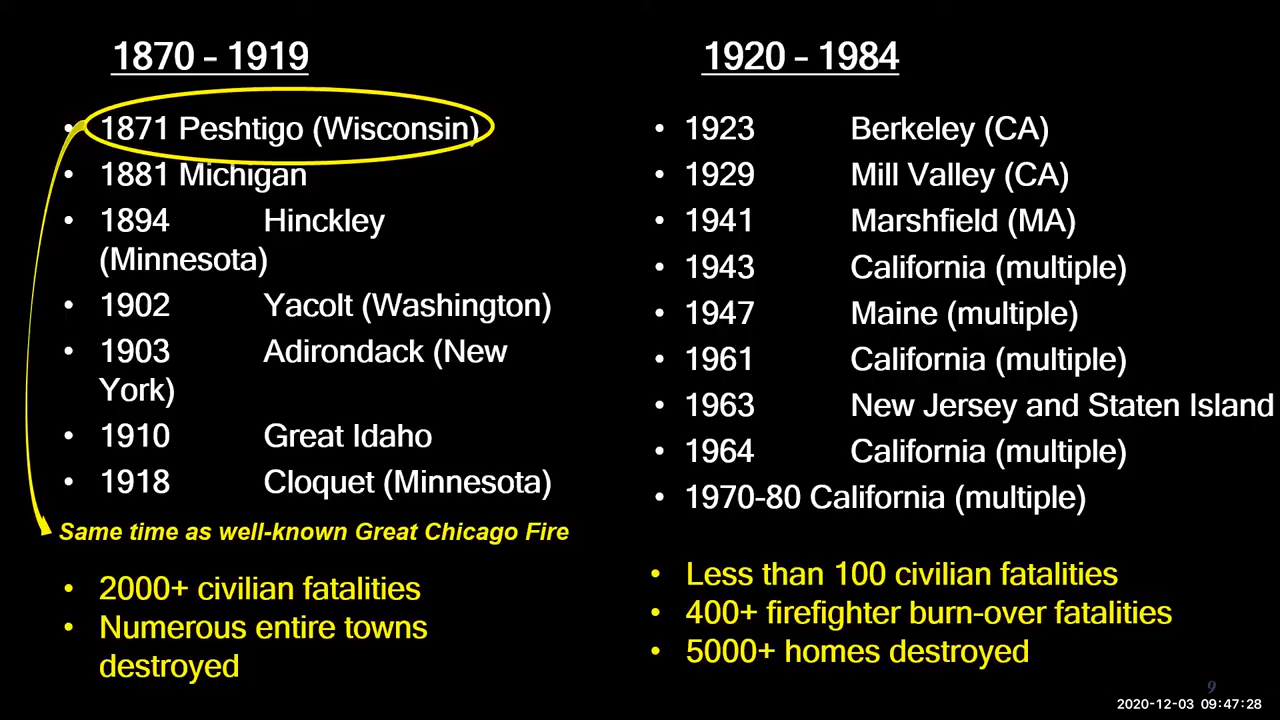 1870 – 1919
• 1871 Peshtigo (Wisconsin)
• 1881 Michigan
• 1894 Hinckley
(Minnesota)
• 1902 Yacolt (Washington)
• 1903 Adirondack (New
York)
• 1910 Great Idaho
• 1918 Cloquet (Minnesota)
Same time as well-known Great Chicago Fire
• 2000+ civilian fatalities
• Numerous entire towns
destroyed
1920 – 1984
• 1923 Berkeley (CA)
• 1929 Mill Valley (CA)
• 1941 Marshfield (MA)
• 1943 California (multiple)
• 1947 Maine (multiple)
• 1961 California (multiple)
• 1963 New Jersey and Staten Island
• 1964 California (multiple)
• 1970-80 California (multiple)
• Less than 100 civilian fatalities
• 400+ firefighter burn-over fatalities
• 5000+ homes destroyed
9
2020-12-03 09:47:28